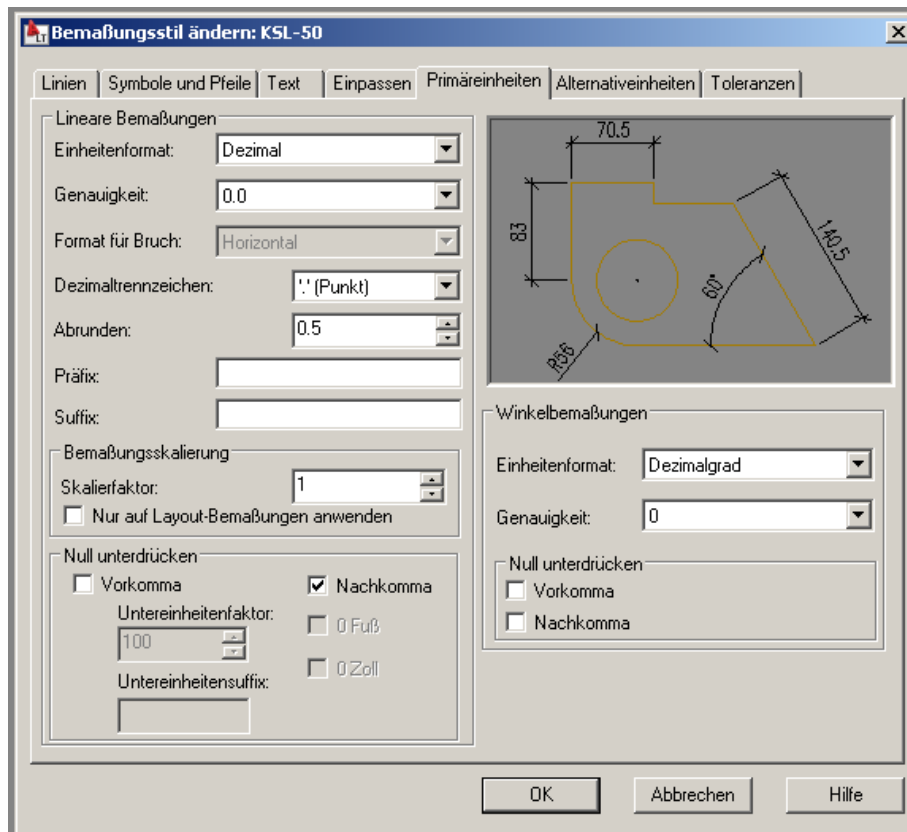 LT Bemaßungsstil ändern: KSL-50
Linien Symbole und Pfeile Text Einpassen Primäreinheiten Alternativeinheiten Toleranzen
Lineare Bemaßungen
Einheitenformat: Dezimal
Genauigkeit: 0.0
Format für Bruch: Horizontal
Dezimaltrennzeichen: '.' (Punkt)
Abrunden: 0.5
Präfix:
Suffix:
Bemaßungsskalierung
Skalierfaktor: 1
Nur auf Layout-Bemaßungen anwenden
Null unterdrücken
Vorkomma Nachkomma
Untereinheitenfaktor: 0 Fuß
100
0 Zoll
Untereinheitensuffix:
70.5
83
140.5
60°
R56
Winkelbemaßungen
Einheitenformat: Dezimalgrad
Genauigkeit: 0
Null unterdrücken
Vorkomma
Nachkomma
OK Abbrechen Hilfe